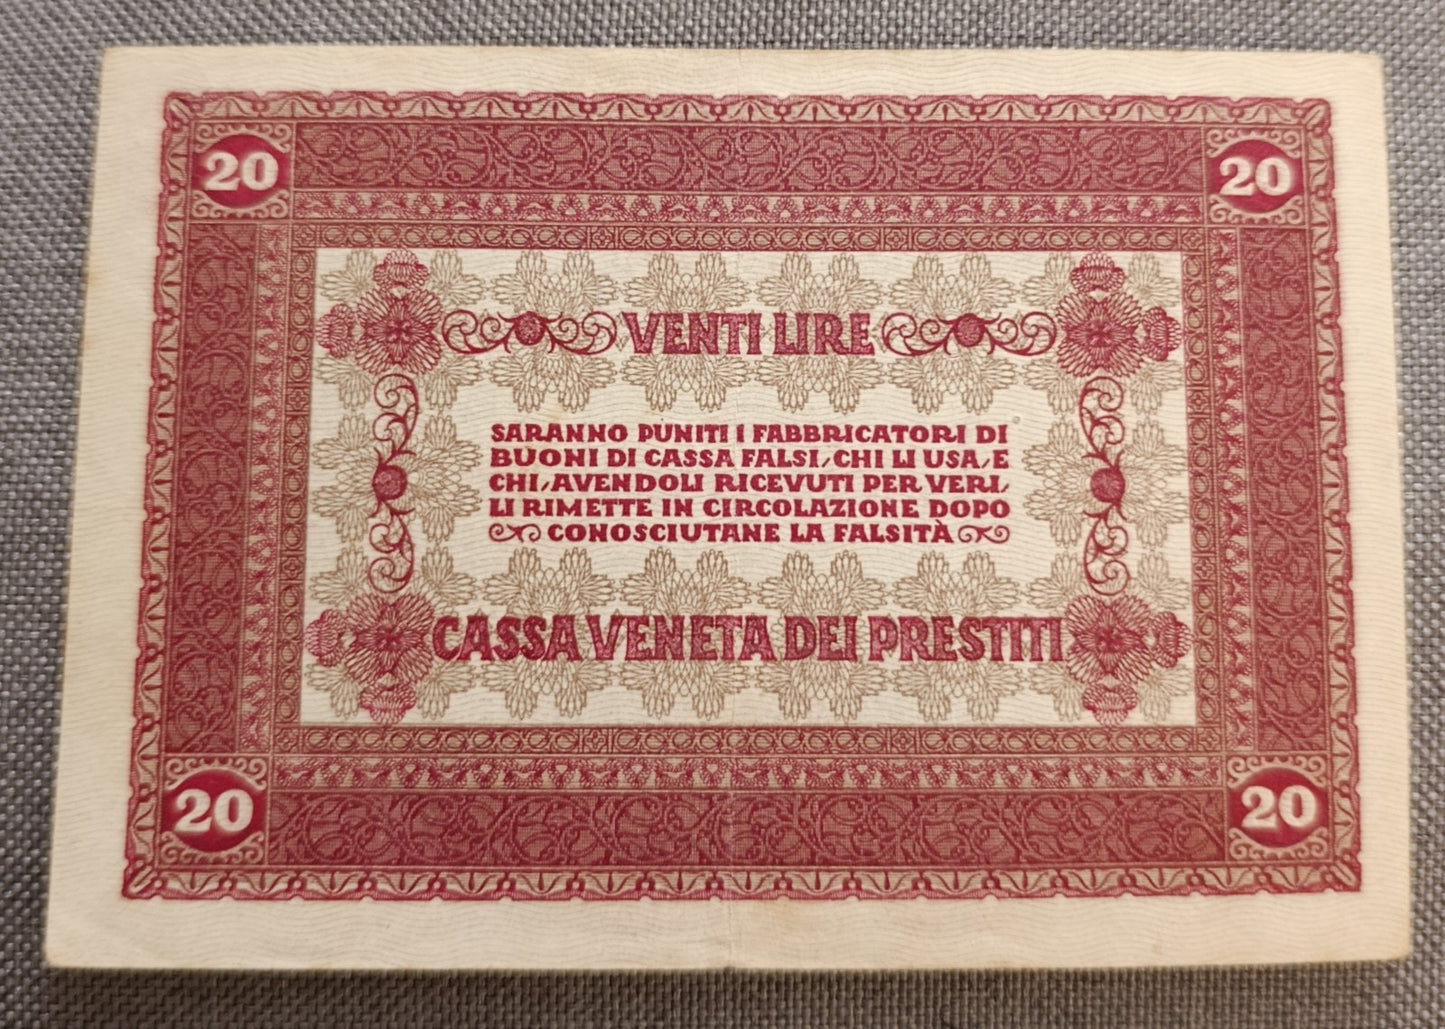 20 20
VENTI LIRE
SARANNO PUNITI I FABBRICATORI DI
BUONI DI CASSA FALSI, CHI LI USA, E
CHI, AVENDOLI RICEVUTI PER VERI,
LI RIMETTE IN CIRCOLAZIONE DOPO
CONOSCIUTANE LA FALSITÀ
CASSA VENETA DEI PRESTITI
20 20